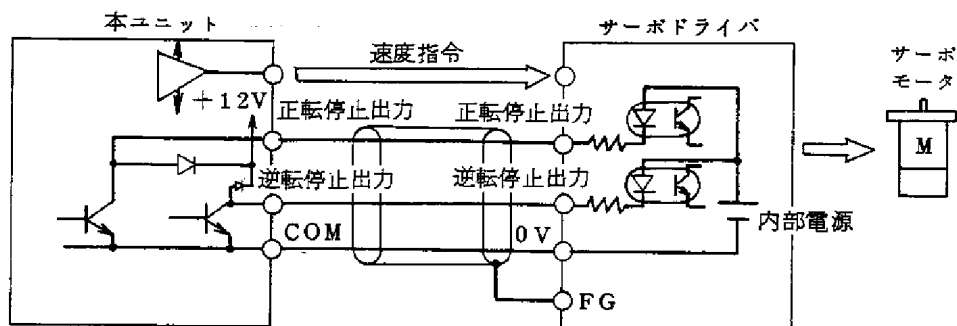 本ユニット
サーボドライバ
速度指令
サーボ
モータ
+12V
正転停止出力
正転停止出力
M
逆転停止出力
逆転停止出力
COM
0V
内部電源
FG